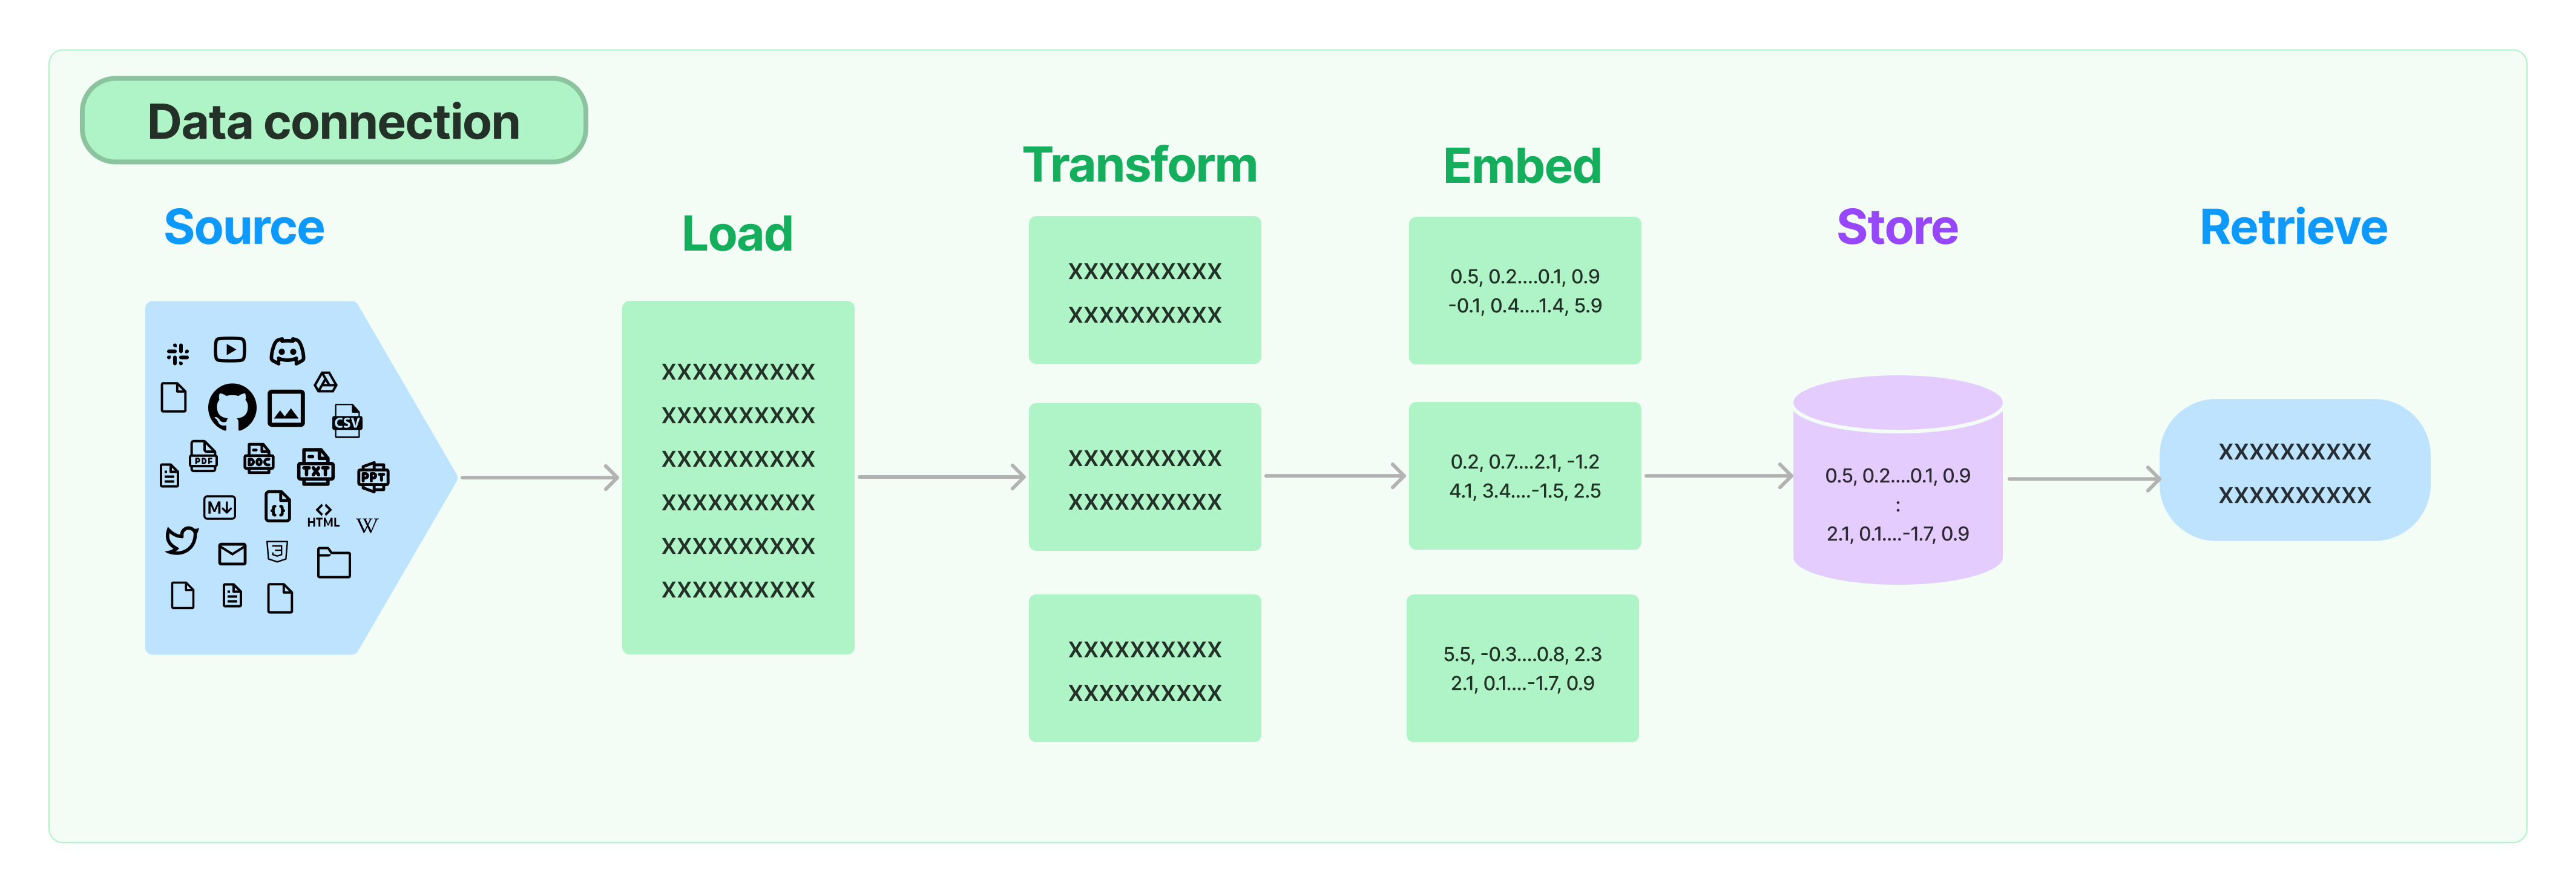 Data connection
Source
Load
Transform
Embed
Store
Retrieve
CSV
PDF
DOC
TXT
PPT
M
HTML
W
3
XXXXXXXXXX
XXXXXXXXXX
XXXXXXXXXX
XXXXXXXXXX
XXXXXXXXXX
XXXXXXXXXX
XXXXXXXXXX
XXXXXXXXXX
XXXXXXXXXX
XXXXXXXXXX
XXXXXXXXXX
XXXXXXXXXX
0.5, 0.2....0.1, 0.9
-0.1, 0.4....1.4, 5.9
0.2, 0.7....2.1, -1.2
4.1, 3.4....-1.5, 2.5
5.5, -0.3....0.8, 2.3
2.1, 0.1....-1.7, 0.9
0.5, 0.2....0.1, 0.9
:
2.1, 0.1....-1.7, 0.9
XXXXXXXXXX
XXXXXXXXXX